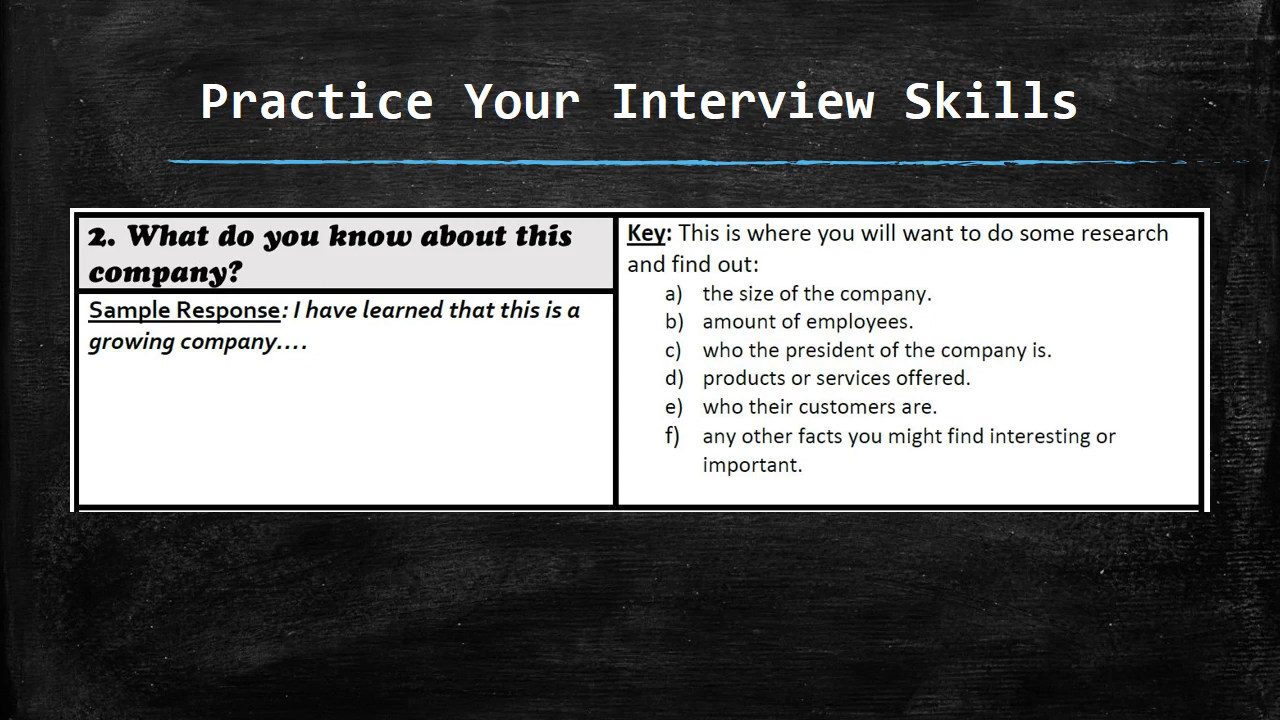 Practice Your Interview Skills
2. What do you know about this
company?
Sample Response: I have learned that this is a
growing company....
Key: This is where you will want to do some research
and find out:
a) the size of the company.
b) amount of employees.
c) who the president of the company is.
d) products or services offered.
e) who their customers are.
f) any other facts you might find interesting or
important.